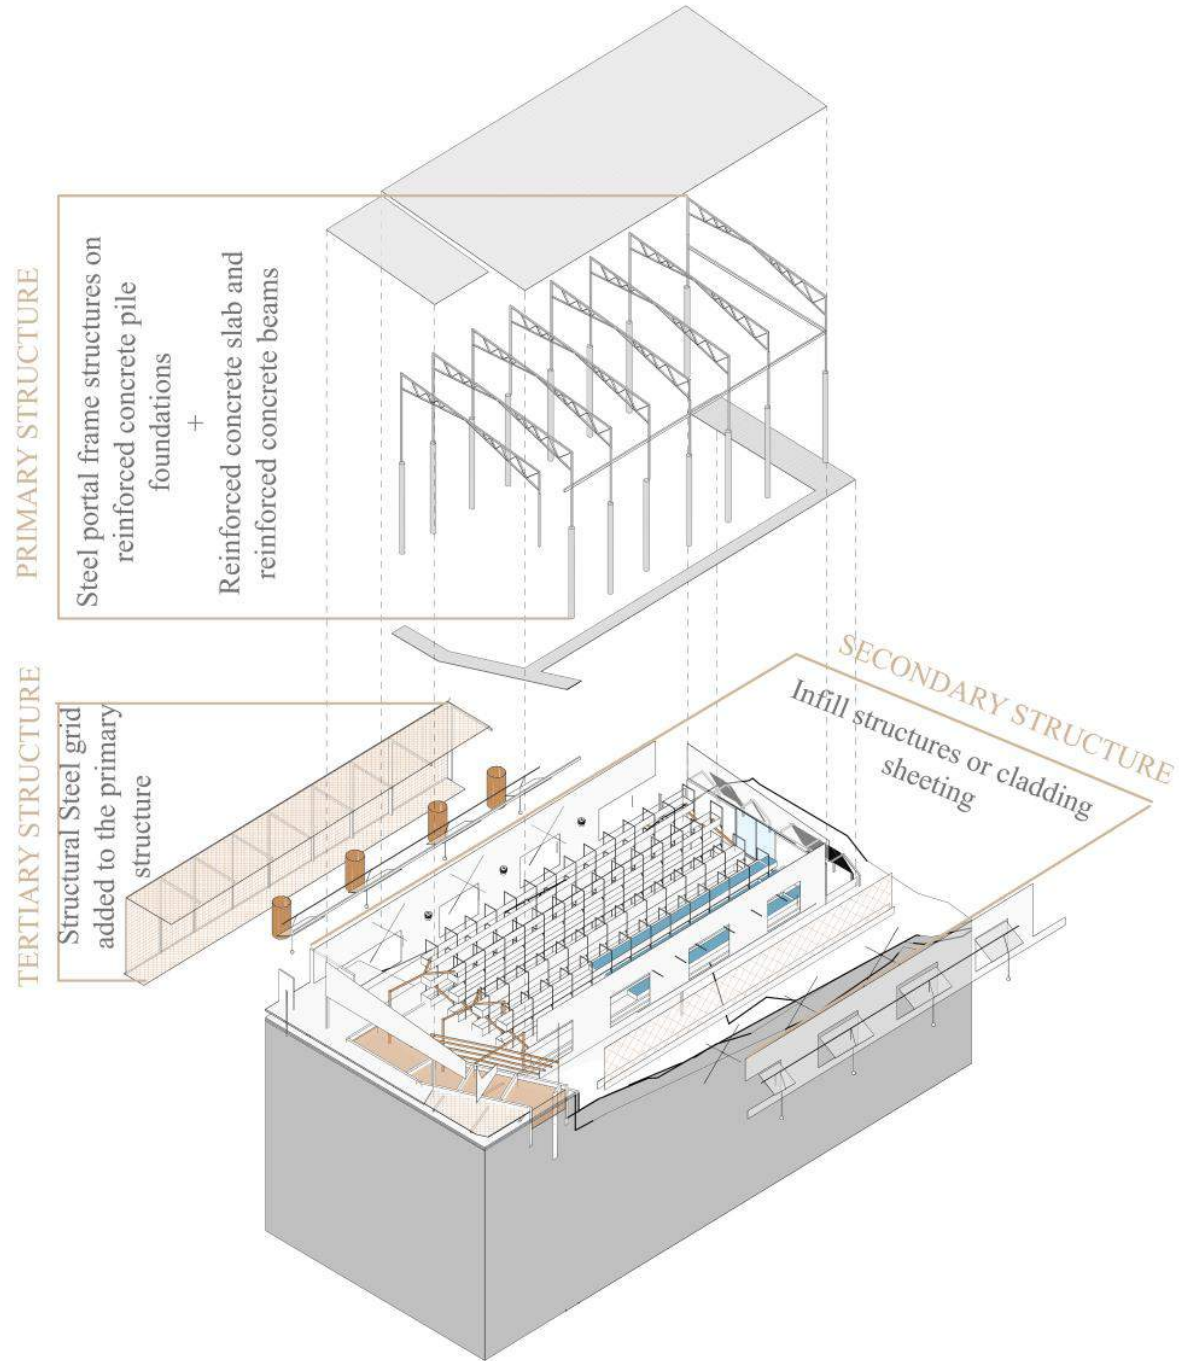 PRIMARY STRUCTURE
Steel portal frame structures on
reinforced concrete pile
foundations
+
Reinforced concrete slab and
reinforced concrete beams
TERTIARY STRUCTURE
Structural Steel grid
added to the primary
structure
SECONDARY STRUCTURE
Infill structures or cladding
sheeting